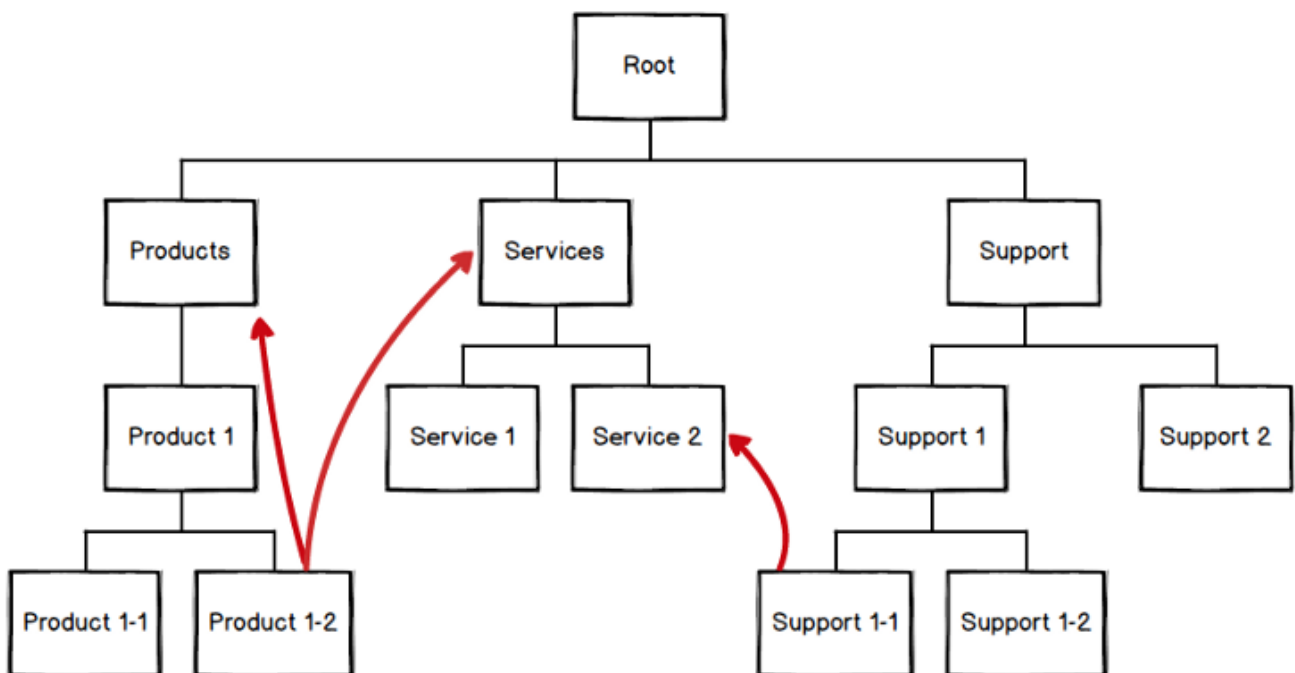 Root
Products
Services
Support
Product 1
Service 1
Service 2
Support 1
Support 2
Product 1-1
Product 1-2
Support 1-1
Support 1-2